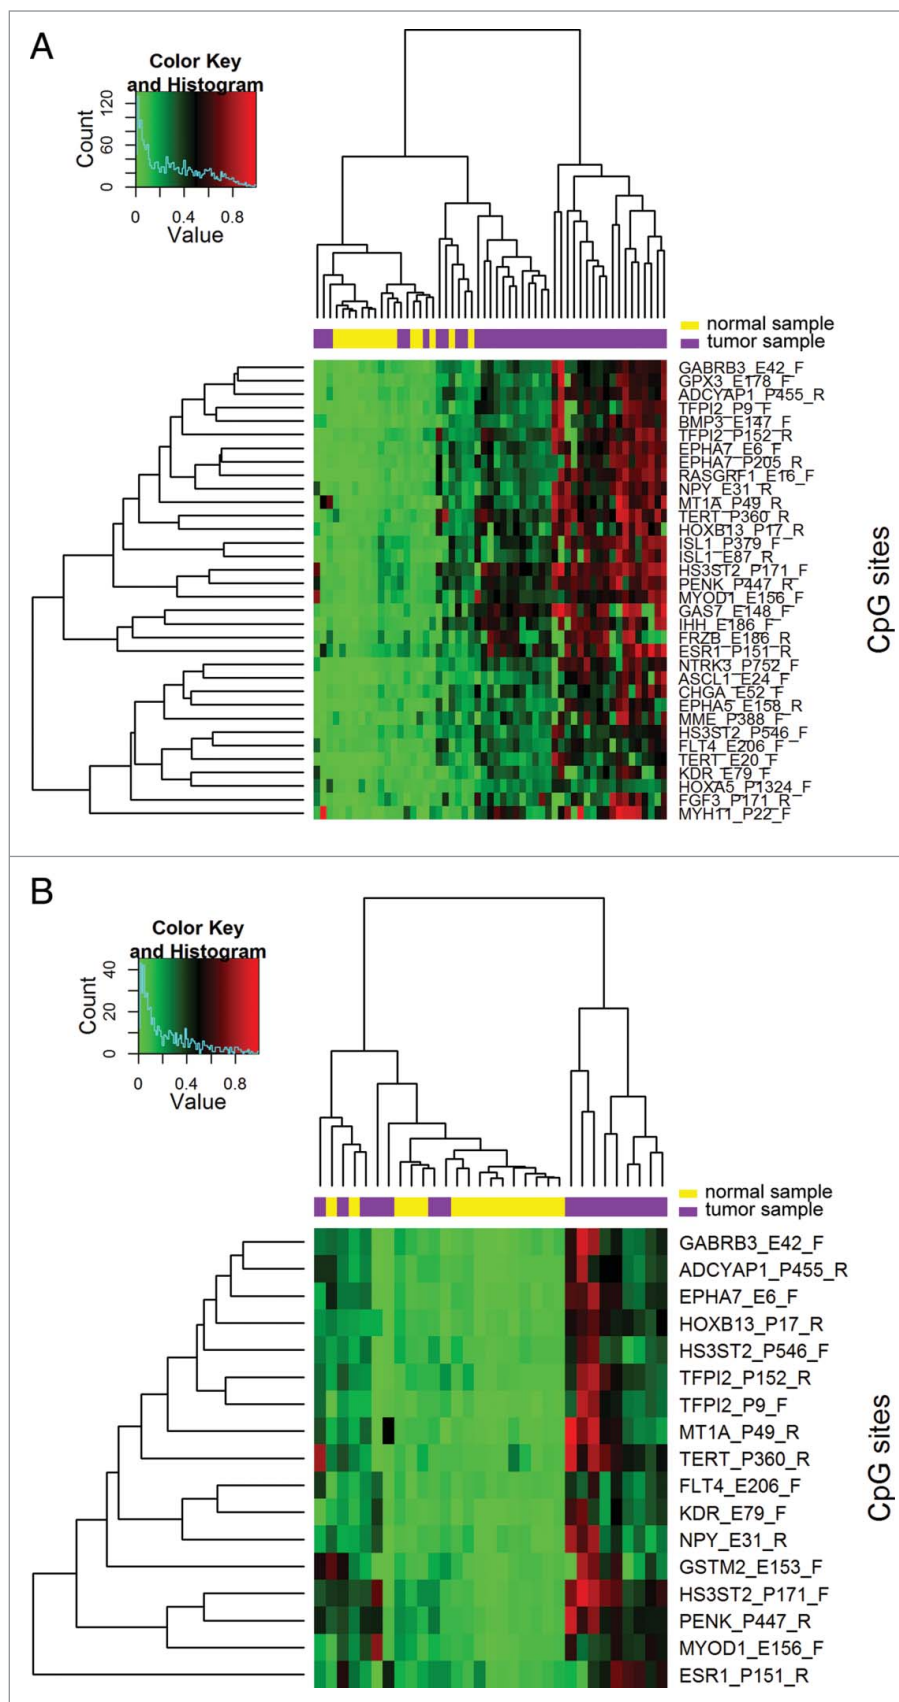 A
Color Key
and Histogram
Count
0 60 120
0 0.4 0.8
Value
normal sample
tumor sample
GABRB3_E42_F
GPX3_E178_F
ADCYAP1_P455_R
TFPI2_P9_F
BMP3_E147_F
TFPI2_P152_R
EPHA7_E6_F
EPHA7_P205_R
RASGRF1_E16_F
NPY_E31_R
MT1A_P49_R
TERT_P360_R
HOXB13_P17_R
ISL1_P379_F
ISL1_E87_R
HS3ST2_P171_F
PENK_P447_R
MYOD1_E156_F
GAS7_E148_F
IHH_E186_F
FRZB_E186_R
ESR1_P151_R
NTRK3_P752_F
ASCL1_E24_F
CHGA_E52_F
EPHA5_E158_R
MME_P388_F
HS3ST2_P546_F
FLT4_E206_F
TERT_E20_F
KDR_E79_F
HOXA5_P1324_F
FGF3_P171_R
MYH11_P22_F
CpG sites
B
Color Key
and Histogram
Count
0 20 40
0 0.4 0.8
Value
normal sample
tumor sample
GABRB3_E42_F
ADCYAP1_P455_R
EPHA7_E6_F
HOXB13_P17_R
HS3ST2_P546_F
TFPI2_P152_R
TFPI2_P9_F
MT1A_P49_R
TERT_P360_R
FLT4_E206_F
KDR_E79_F
NPY_E31_R
GSTM2_E153_F
HS3ST2_P171_F
PENK_P447_R
MYOD1_E156_F
ESR1_P151_R
CpG sites